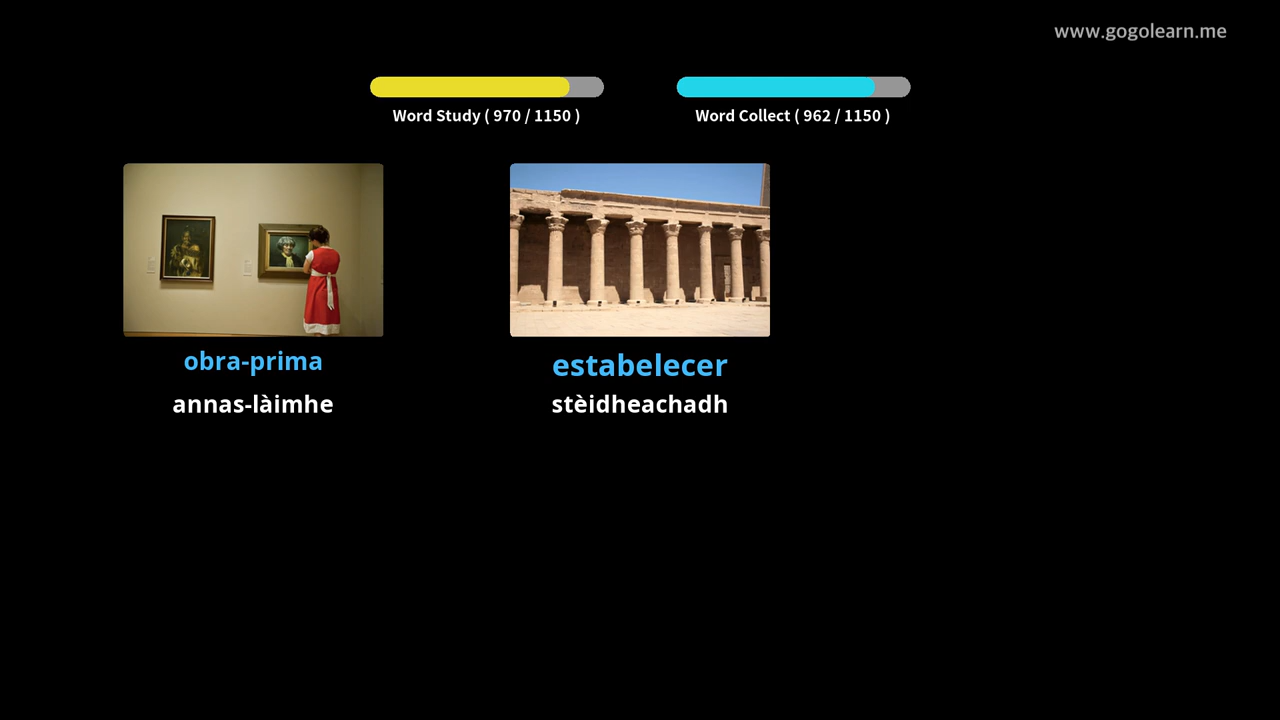 www.gogolearn.me
Word Study ( 970 / 1150 )
Word Collect ( 962 / 1150 )
obra-prima
annas-làimhe
estabelecer
stèidheachadh